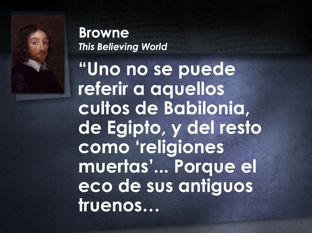 Browne
This Believing World
“Uno no se puede
referir a aquellos
cultos de Babilonia,
de Egipto, y del resto
como ‘religiones
muertas’... Porque el
eco de sus antiguos
truenos…